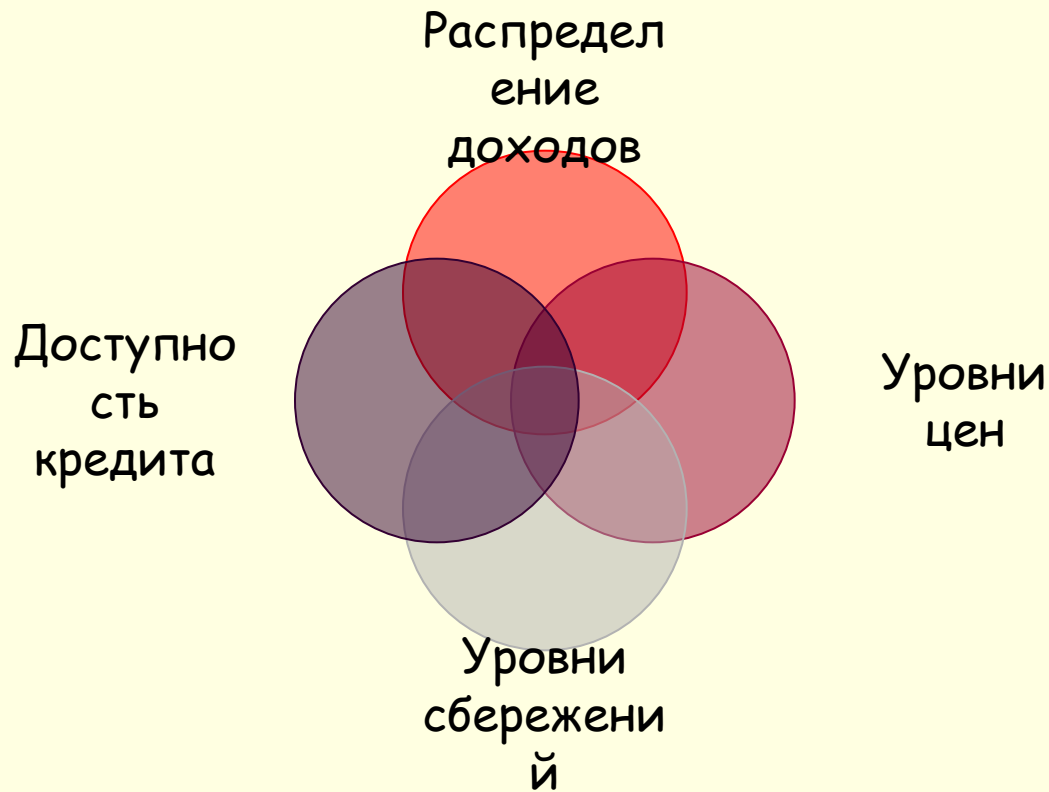 Распредел
ение
доходов
Доступно
сть
кредита
Уровни
цен
Уровни
сбережени
й